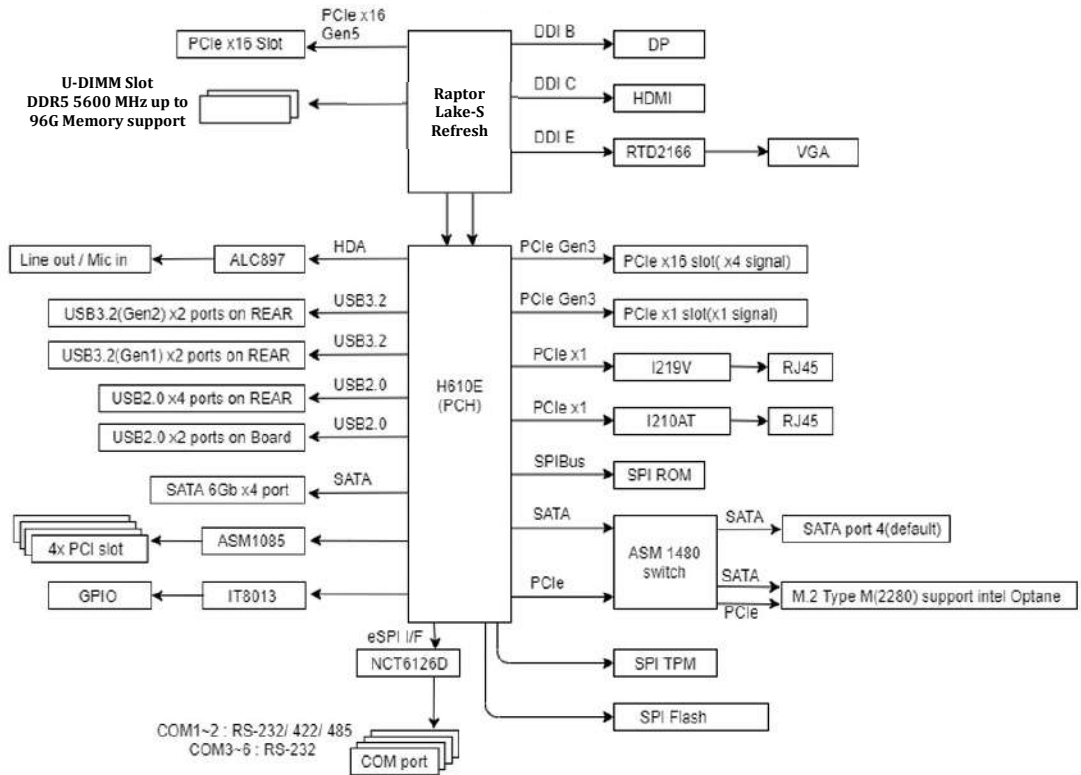 PCIe x16
Gen5
PCIe x16 Slot
U-DIMM Slot
DDR5 5600 MHz up to
96G Memory support
Raptor
Lake-S
Refresh
DDI B
DP
DDI C
HDMI
DDI E
RTD2166
VGA
HDA
Line out / Mic in
ALC897
USB3.2
USB3.2(Gen2) x2 ports on REAR
USB3.2
USB3.2(Gen1) x2 ports on REAR
USB2.0
USB2.0 x4 ports on REAR
USB2.0
USB2.0 x2 ports on Board
SATA
SATA 6Gb x4 port
4x PCI slot
ASM1085
GPIO
IT8013
H610E
(PCH)
PCIe Gen3
PCIe x16 slot( x4 signal)
PCIe Gen3
PCIe x1 slot(x1 signal)
PCIe x1
I219V
RJ45
PCIe x1
I210AT
RJ45
SPIBus
SPI ROM
SATA
PCIe
ASM 1480
switch
SATA
SATA port 4(default)
SATA
PCIe
M.2 Type M(2280) support intel Optane
eSPI I/F
NCT6126D
SPI TPM
SPI Flash
COM1~2 : RS-232/ 422/ 485
COM3~6 : RS-232
COM port